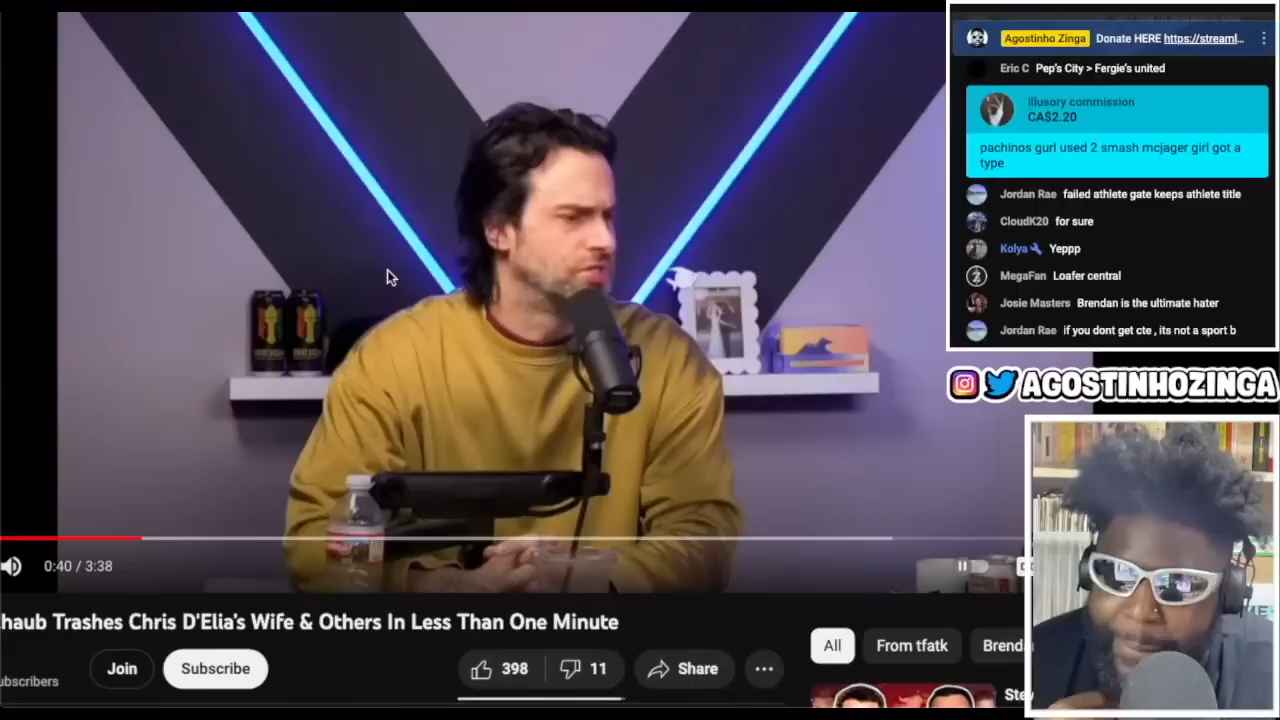 Agostinho Zinga Donate HERE https://streaml...
Eric C Pep's City > Fergie's united
illusory commission
CA$2.20
pachinos gurl used 2 smash mcjager girl got a
type
Jordan Rae failed athlete gate keeps athlete title
CloudK20 for sure
Kolya Yeppp
MegaFan Loafer central
Josie Masters Brendan is the ultimate hater
Jordan Rae if you dont get cte , its not a sport b
AGOSTINHOZINGA
REIGN
0:40 / 3:38
haub Trashes Chris D'Elia's Wife & Others In Less Than One Minute
ubscribers
Join
Subscribe
398
11
Share
All
From tfatk
Brenda
Stev